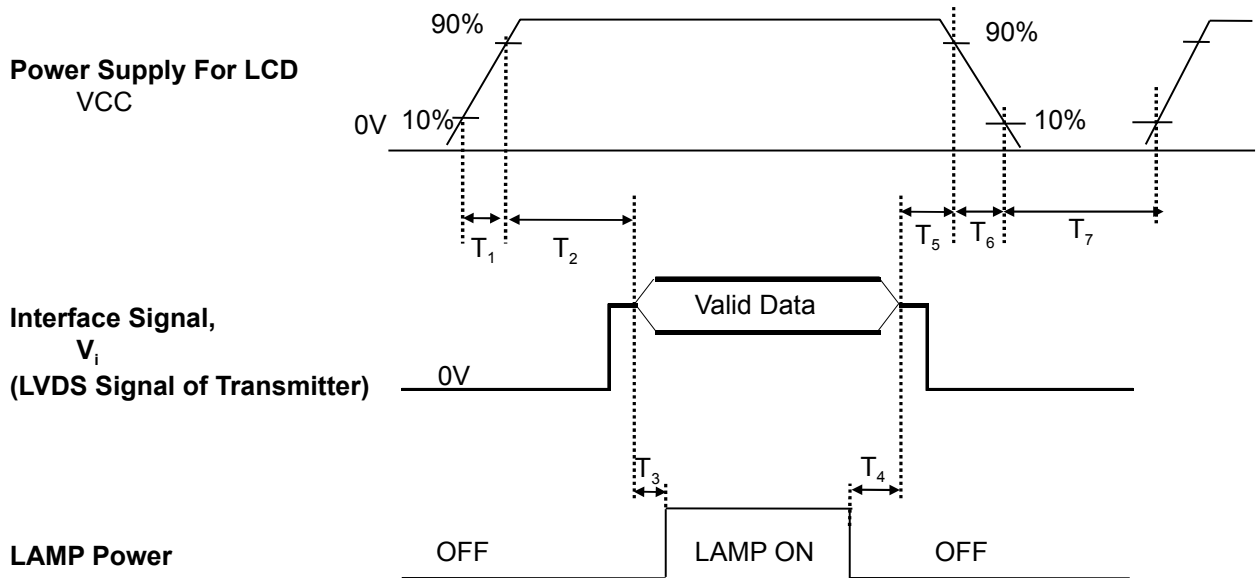 90%
90%
Power Supply For LCD
VCC
0V
10%
10%
T1
T2
T5
T6
T7
Interface Signal,
Vi
(LVDS Signal of Transmitter)
Valid Data
0V
T3
T4
LAMP Power
OFF
LAMP ON
OFF